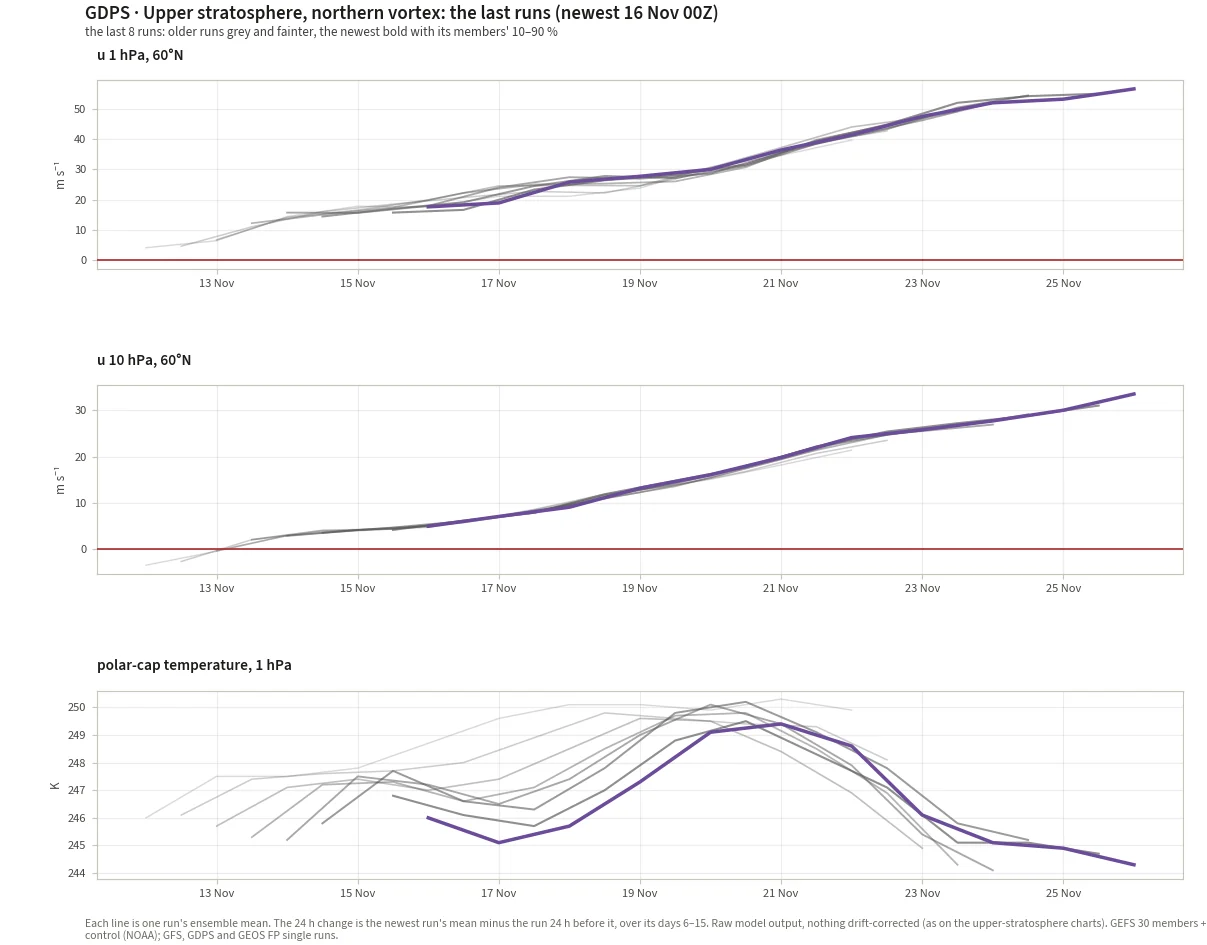 GDPS · Upper stratosphere, northern vortex: the last runs (newest 16 Nov 00Z)
the last 8 runs: older runs grey and fainter, the newest bold with its members' 10–90 %
u 1 hPa, 60°N
50
40
30
20
10
0
m s⁻¹
13 Nov 15 Nov 17 Nov 19 Nov 21 Nov 23 Nov 25 Nov
u 10 hPa, 60°N
30
20
10
0
m s⁻¹
13 Nov 15 Nov 17 Nov 19 Nov 21 Nov 23 Nov 25 Nov
polar-cap temperature, 1 hPa
250
249
248
247
246
245
244
K
13 Nov 15 Nov 17 Nov 19 Nov 21 Nov 23 Nov 25 Nov
Each line is one run's ensemble mean. The 24 h change is the newest run's mean minus the run 24 h before it, over its days 6–15. Raw model output, nothing drift-corrected (as on the upper-stratosphere charts). GEFS 30 members +
control (NOAA); GFS, GDPS and GEOS FP single runs.